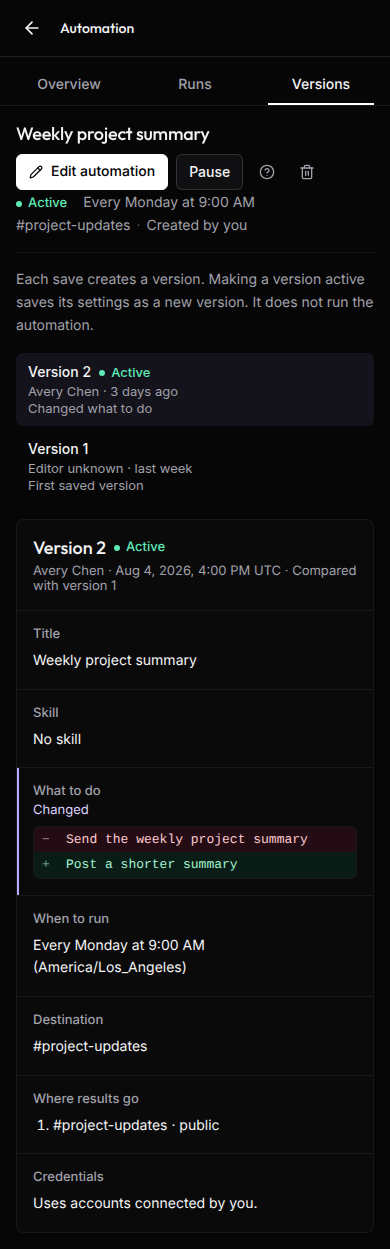 Automation
Overview
Runs
Versions
Weekly project summary
Edit automation
Pause
Active
Every Monday at 9:00 AM
#project-updates · Created by you
Each save creates a version. Making a version active
saves its settings as a new version. It does not run the
automation.
Version 2
Active
Avery Chen · 3 days ago
Changed what to do
Version 1
Editor unknown · last week
First saved version
Version 2
Active
Avery Chen · Aug 4, 2026, 4:00 PM UTC · Compared
with version 1
Title
Weekly project summary
Skill
No skill
What to do
Changed
− Send the weekly project summary
+ Post a shorter summary
When to run
Every Monday at 9:00 AM
(America/Los_Angeles)
Destination
#project-updates
Where results go
1. #project-updates · public
Credentials
Uses accounts connected by you.